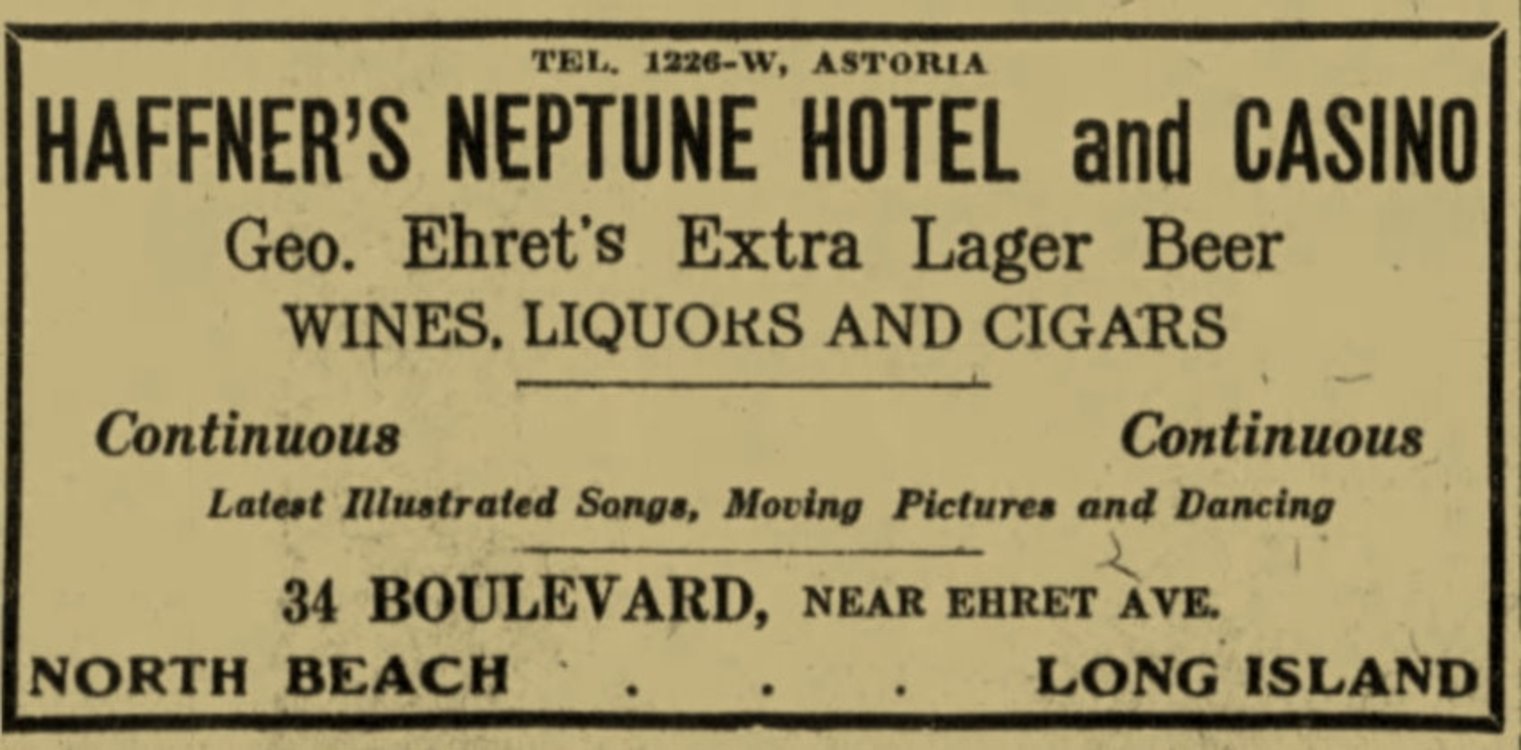 TEL. 1226-W, ASTORIA
HAFFNER'S NEPTUNE HOTEL and CASINO
Geo. Ehret's Extra Lager Beer
WINES, LIQUORS AND CIGARS
Continuous Continuous
Latest Illustrated Songs, Moving Pictures and Dancing
34 BOULEVARD, NEAR EHRET AVE.
NORTH BEACH . . . LONG ISLAND